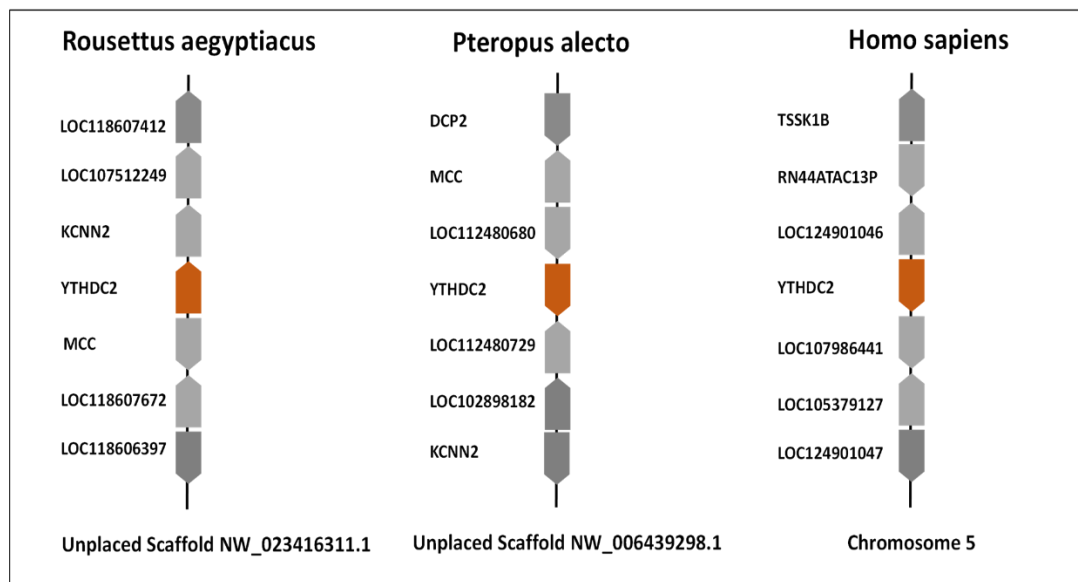 Rousettus aegyptiacus
LOC118607412
LOC107512249
KCNN2
YTHDC2
MCC
LOC118607672
LOC118606397
Unplaced Scaffold NW_023416311.1
Pteropus alecto
DCP2
MCC
LOC112480680
YTHDC2
LOC112480729
LOC102898182
KCNN2
Unplaced Scaffold NW_006439298.1
Homo sapiens
TSSK1B
RN44ATAC13P
LOC124901046
YTHDC2
LOC107986441
LOC105379127
LOC124901047
Chromosome 5